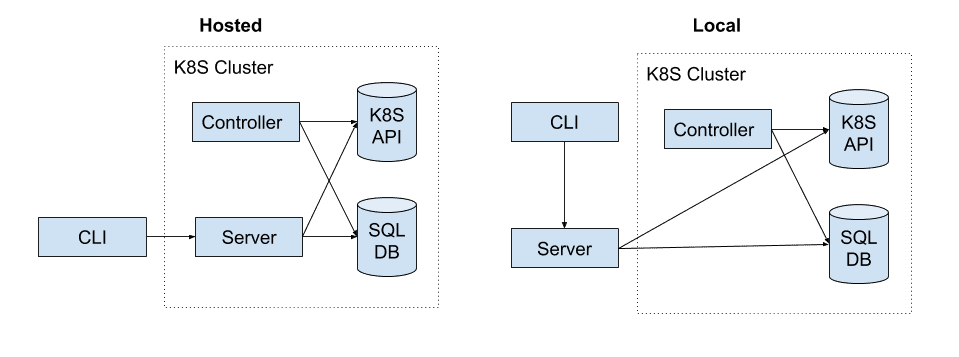 Hosted
K8S Cluster
Controller
K8S
API
CLI
Server
SQL
DB
Local
K8S Cluster
CLI
Controller
K8S
API
Server
SQL
DB